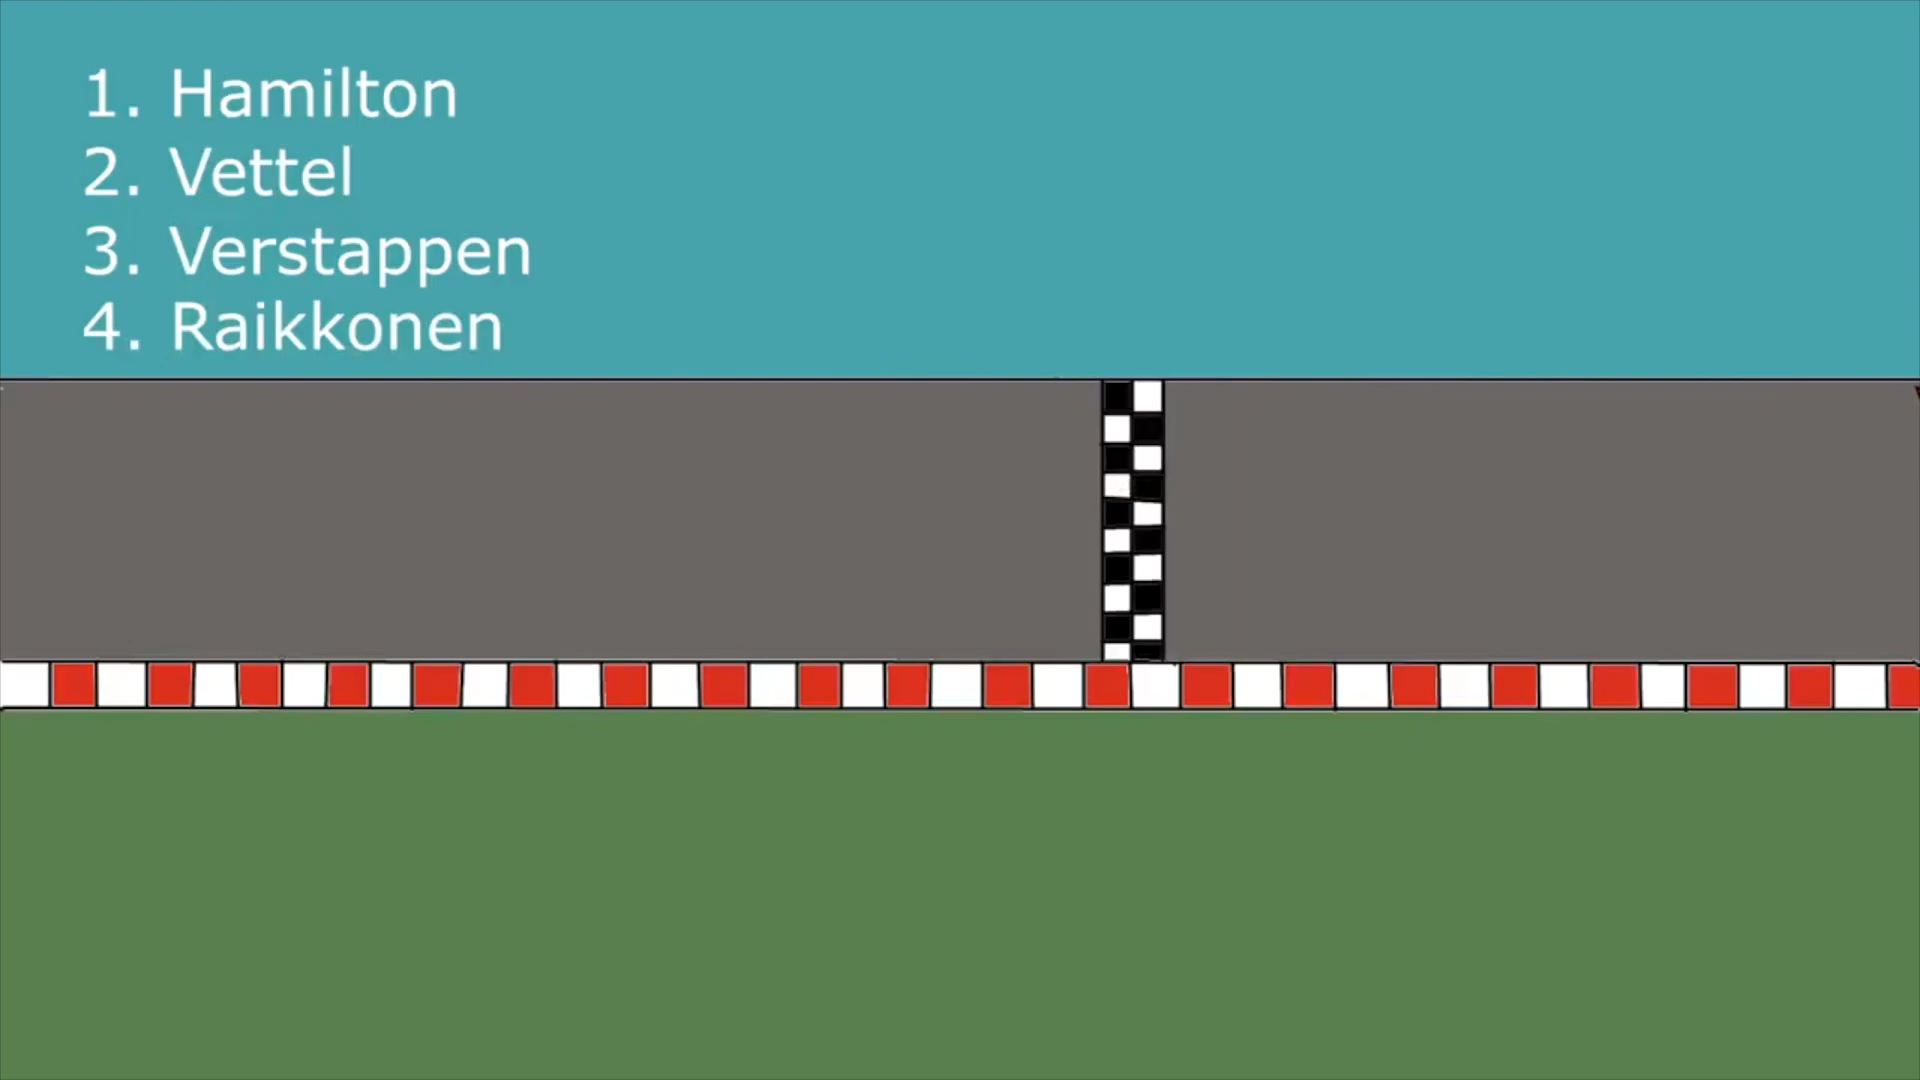 1. Hamilton
2. Vettel
3. Verstappen
4. Raikkonen